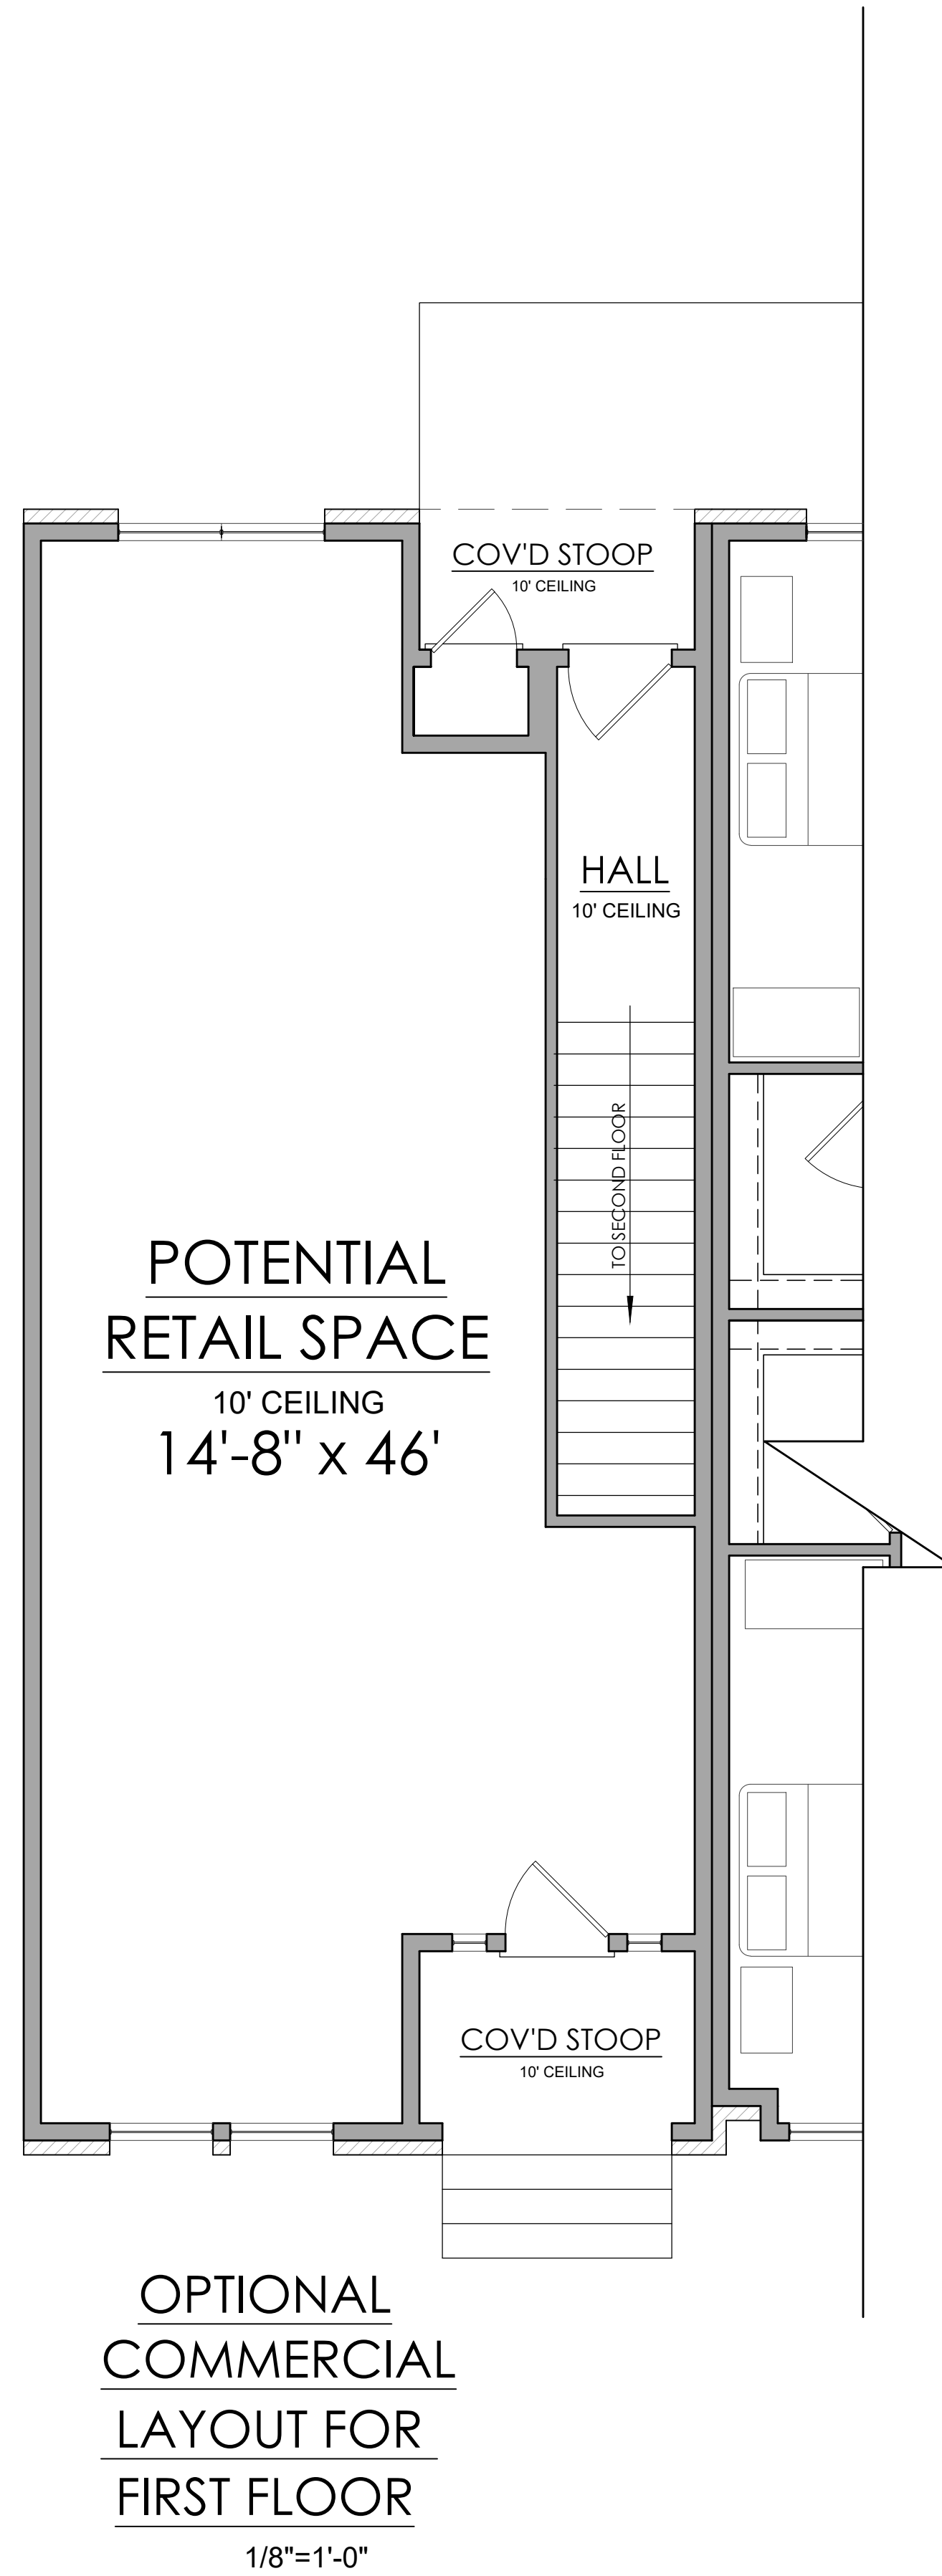 COV'D STOOP
10' CEILING
HALL
10' CEILING
TO SECOND FLOOR
POTENTIAL
RETAIL SPACE
10' CEILING
14'-8" x 46'
COV'D STOOP
10' CEILING
OPTIONAL
COMMERCIAL
LAYOUT FOR
FIRST FLOOR
1/8"=1'-0"